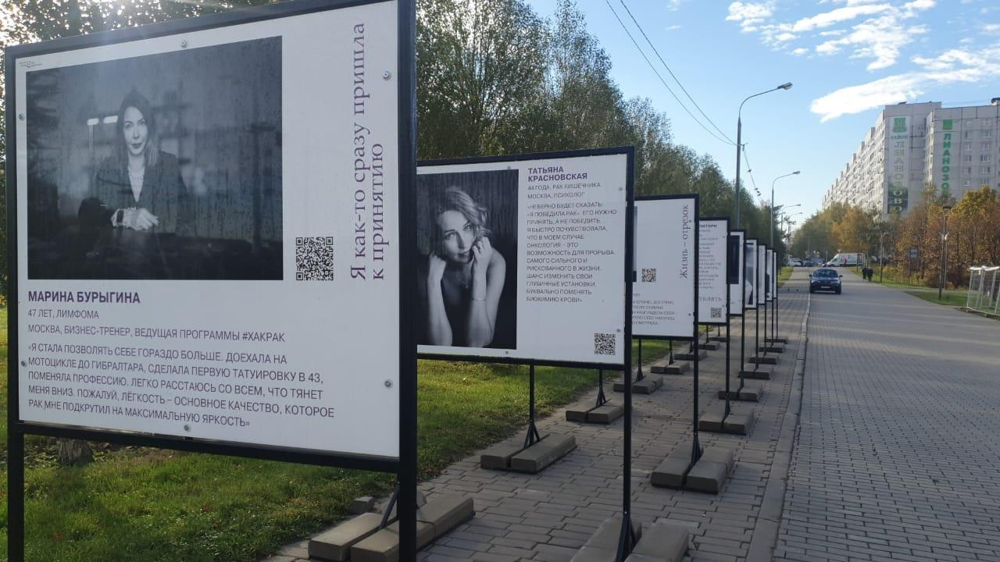 Я как-то сразу пришла
к принятию
МАРИНА БУРЫГИНА
47 ЛЕТ, ЛИМФОМА
МОСКВА, БИЗНЕС-ТРЕНЕР, ВЕДУЩАЯ ПРОГРАММЫ #ХАКРАК
«Я СТАЛА ПОЗВОЛЯТЬ СЕБЕ ГОРАЗДО БОЛЬШЕ. ДОЕХАЛА НА
МОТОЦИКЛЕ ДО ГИБРАЛТАРА, СДЕЛАЛА ПЕРВУЮ ТАТУИРОВКУ В 43,
ПОМЕНЯЛА ПРОФЕССИЮ. ЛЕГКО РАССТАЮСЬ СО ВСЕМ, ЧТО ТЯНЕТ
МЕНЯ ВНИЗ. ПОЖАЛУЙ, ЛЁГКОСТЬ – ОСНОВНОЕ КАЧЕСТВО, КОТОРОЕ
РАК МНЕ ПОДКРУТИЛ НА МАКСИМАЛЬНУЮ ЯРКОСТЬ»
ТАТЬЯНА
КРАСНОВСКАЯ
44 ГОДА, РАК КИШЕЧНИКА
МОСКВА, ПСИХОЛОГ
«НЕВЕРНО БУДЕТ СКАЗАТЬ:
"Я ПОБЕДИЛА РАК". ЕГО НУЖНО
ПРИНЯТЬ, А НЕ ПОБЕДИТЬ.
Я БЫСТРО ПОЧУВСТВОВАЛА,
ЧТО В МОЕМ СЛУЧАЕ
ОНКОЛОГИЯ – ЭТО
ВОЗМОЖНОСТЬ ДЛЯ ПРОРЫВА.
САМОГО СИЛЬНОГО И
РИСКОВАННОГО В ЖИЗНИ.
ШАНС ИЗМЕНИТЬ СВОИ
ГЛУБИННЫЕ УСТАНОВКИ.
БУКВАЛЬНО ПОМЕНЯТЬ
БИОХИМИЮ КРОВИ»
Жизнь – отрезок
РАЙОН
ЛИАНОЗОВО
ЛИАНОЗО